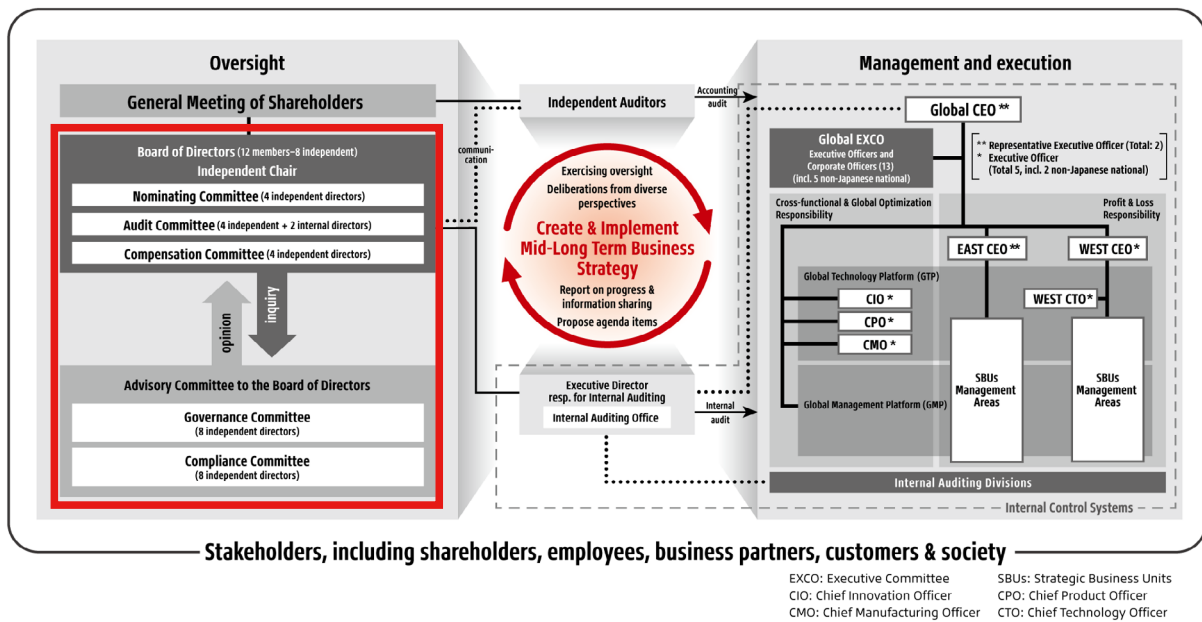 Oversight
General Meeting of Shareholders
Board of Directors (12 members–8 independent)
Independent Chair
Nominating Committee (4 independent directors)
Audit Committee (4 independent + 2 internal directors)
Compensation Committee (4 independent directors)
opinion
inquiry
Advisory Committee to the Board of Directors
Governance Committee
(8 independent directors)
Compliance Committee
(8 independent directors)
Independent Auditors
Accounting
audit
communi-
cation
Exercising oversight
Deliberations from diverse
perspectives
Create & Implement
Mid-Long Term Business
Strategy
Report on progress &
information sharing
Propose agenda items
Executive Director
resp. for Internal Auditing
Internal Auditing Office
Internal
audit
Management and execution
Global CEO **
Global EXCO
Executive Officers and
Corporate Officers (13)
(incl. 5 non-Japanese national)
** Representative Executive Officer (Total: 2)
* Executive Officer
(Total 5, incl. 2 non-Japanese national)
Cross-functional & Global Optimization
Responsibility
Profit & Loss
Responsibility
EAST CEO **
WEST CEO *
Global Technology Platform (GTP)
CIO *
CPO *
CMO *
WEST CTO*
SBUs
Management
Areas
SBUs
Management
Areas
Global Management Platform (GMP)
Internal Auditing Divisions
Internal Control Systems
Stakeholders, including shareholders, employees, business partners, customers & society
EXCO: Executive Committee
SBUs: Strategic Business Units
CIO: Chief Innovation Officer
CPO: Chief Product Officer
CMO: Chief Manufacturing Officer
CTO: Chief Technology Officer